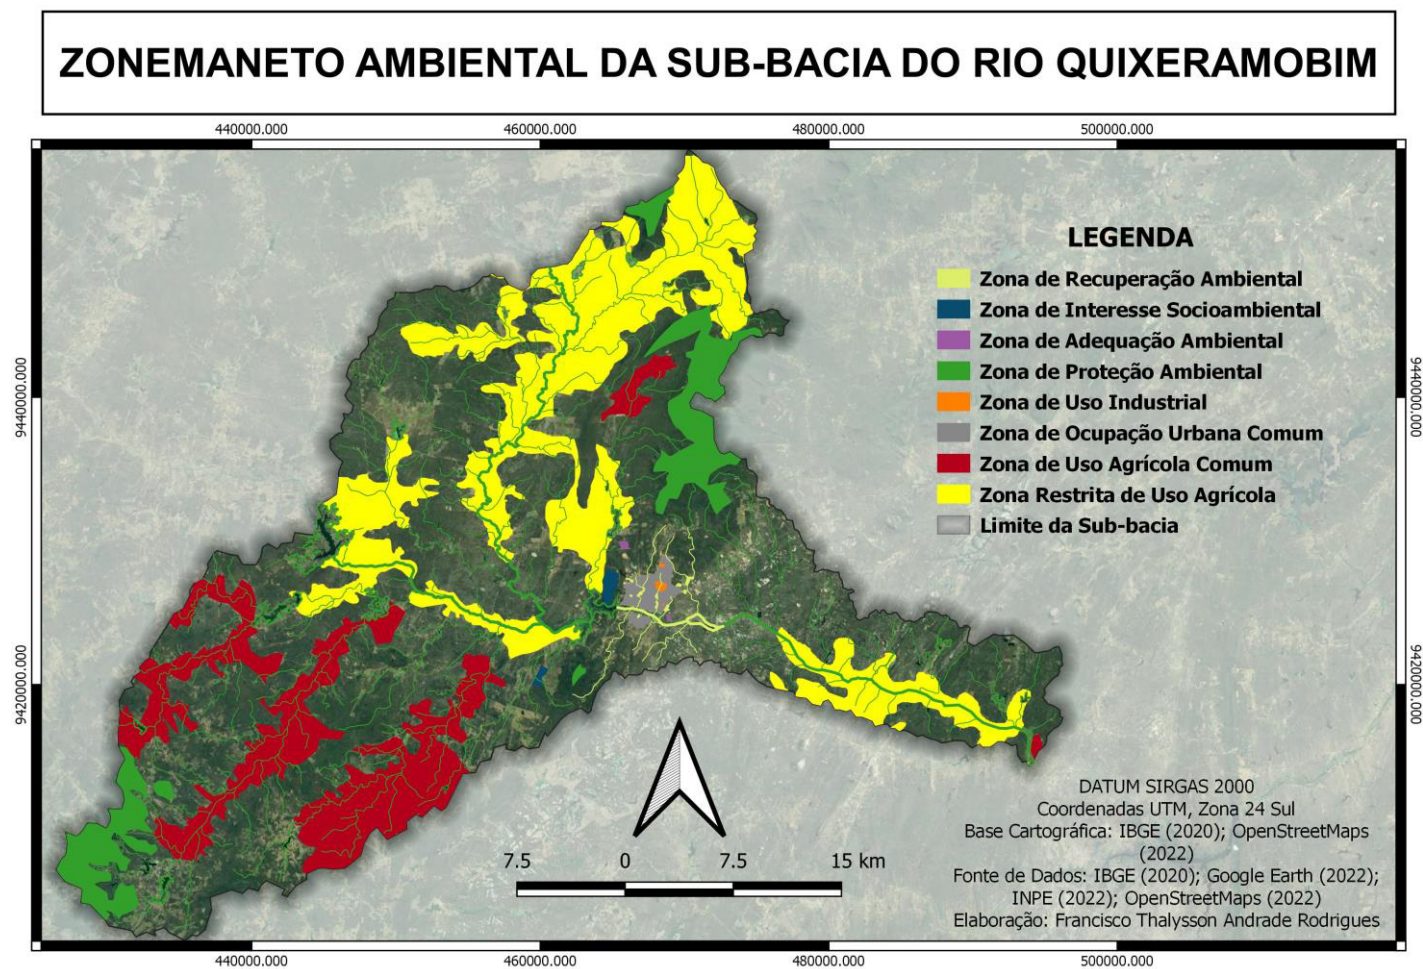 ZONEMANETO AMBIENTAL DA SUB-BACIA DO RIO QUIXERAMOBIM
440000.000 460000.000 480000.000 500000.000
LEGENDA
Zona de Recuperação Ambiental
Zona de Interesse Socioambiental
Zona de Adequação Ambiental
Zona de Proteção Ambiental
Zona de Uso Industrial
Zona de Ocupação Urbana Comum
Zona de Uso Agrícola Comum
Zona Restrita de Uso Agrícola
Limite da Sub-bacia
9440000.000
9420000.000
9440000.000
9420000.000
7.5 0 7.5 15 km
DATUM SIRGAS 2000
Coordenadas UTM, Zona 24 Sul
Base Cartográfica: IBGE (2020); OpenStreetMaps
(2022)
Fonte de Dados: IBGE (2020); Google Earth (2022);
INPE (2022); OpenStreetMaps (2022)
Elaboração: Francisco Thalysson Andrade Rodrigues
440000.000 460000.000 480000.000 500000.000